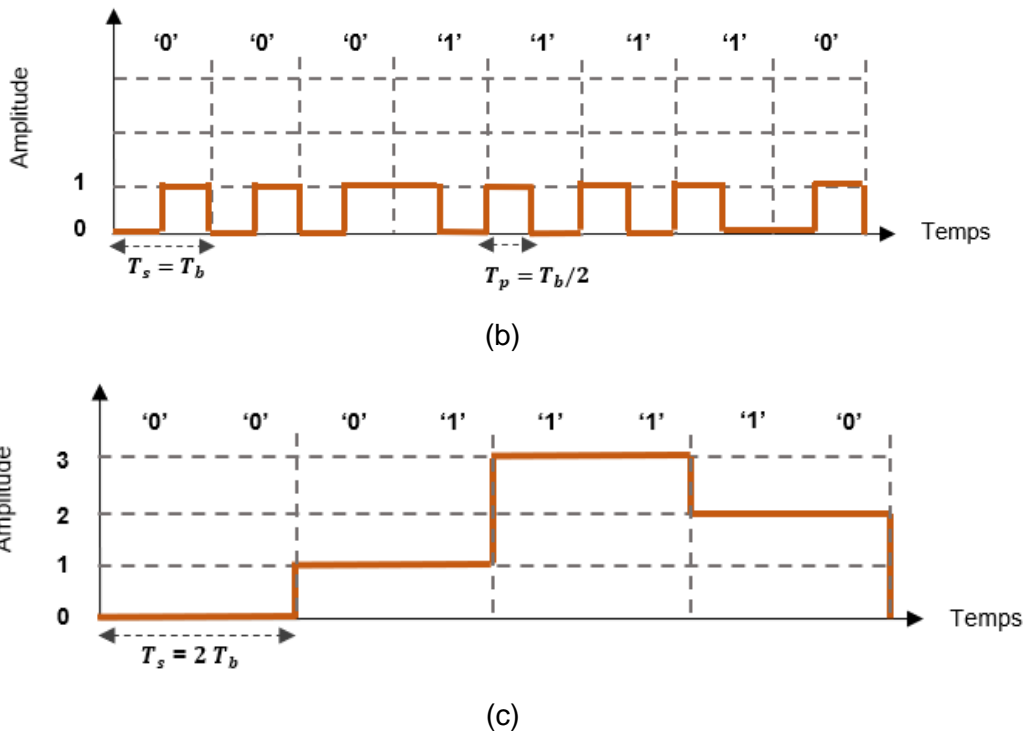 Amplitude
‘0’ ‘0’ ‘0’ ‘1’ ‘1’ ‘1’ ‘1’ ‘0’
1
0
Temps
T_s = T_b
T_p = T_b/2
(b)
Amplitude
‘0’ ‘0’ ‘0’ ‘1’ ‘1’ ‘1’ ‘1’ ‘0’
3
2
1
0
Temps
T_s = 2 T_b
(c)